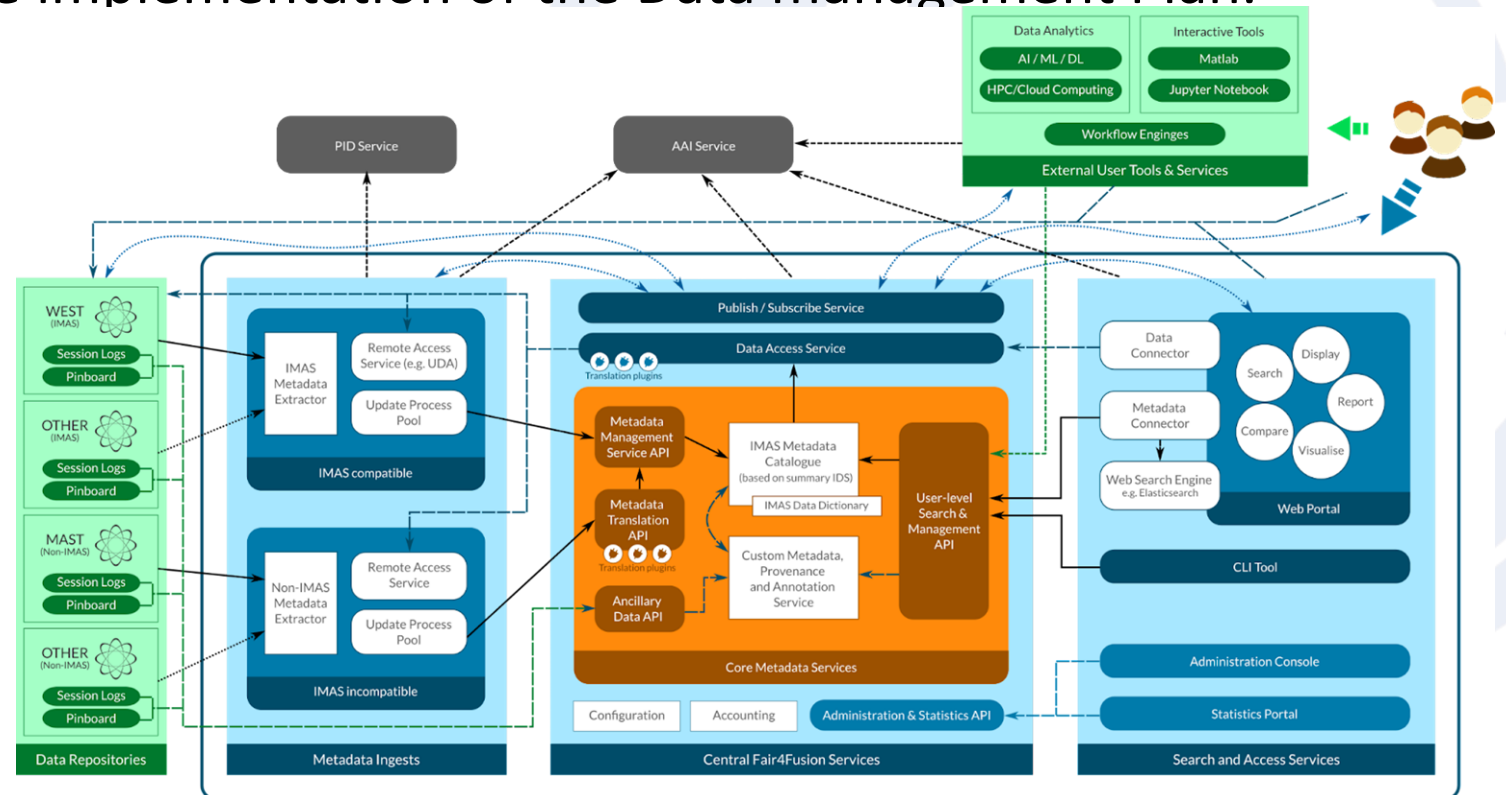 e implementation of the Data Management Plan.
Data Analytics
AI / ML / DL
HPC/Cloud Computing
Interactive Tools
Matlab
Jupyter Notebook
Workflow Enginges
External User Tools & Services
PID Service
AAI Service
WEST
(IMAS)
Session Logs
Pinboard
OTHER
(IMAS)
Session Logs
Pinboard
MAST
(Non-IMAS)
Session Logs
Pinboard
OTHER
(Non-IMAS)
Session Logs
Pinboard
Data Repositories
IMAS
Metadata
Extractor
Remote Access
Service (e.g. UDA)
Update Process
Pool
IMAS compatible
Non-IMAS
Metadata
Extractor
Remote Access
Service
Update Process
Pool
IMAS incompatible
Metadata Ingests
Publish / Subscribe Service
Data Access Service
Translation plugins
Metadata
Management
Service API
Metadata
Translation
API
Translation plugins
Ancillary
Data API
IMAS Metadata
Catalogue
(based on summary IDS)
IMAS Data Dictionary
Custom Metadata,
Provenance
and Annotation
Service
User-level
Search &
Management
API
Core Metadata Services
Configuration
Accounting
Administration & Statistics API
Central Fair4Fusion Services
Data
Connector
Metadata
Connector
Web Search Engine
e.g. Elasticsearch
Search
Display
Report
Compare
Visualise
Web Portal
CLI Tool
Administration Console
Statistics Portal
Search and Access Services